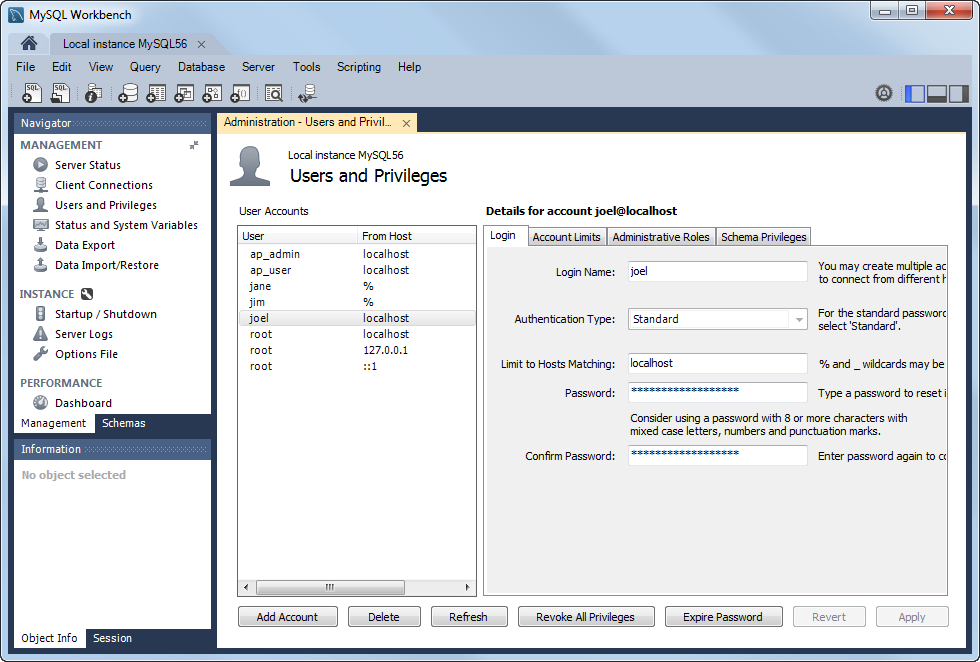 MySQL Workbench
Local instance MySQL56
File Edit View Query Database Server Tools Scripting Help
SQL SQL
Navigator
MANAGEMENT
Server Status
Client Connections
Users and Privileges
Status and System Variables
Data Export
Data Import/Restore
INSTANCE
Startup / Shutdown
Server Logs
Options File
PERFORMANCE
Dashboard
Management Schemas
Information
No object selected
Object Info Session
Administration - Users and Privil...
Local instance MySQL56
Users and Privileges
User Accounts
User From Host
ap_admin localhost
ap_user localhost
jane %
jim %
joel localhost
root localhost
root 127.0.0.1
root ::1
Details for account joel@localhost
Login Account Limits Administrative Roles Schema Privileges
Login Name: joel You may create multiple ac
to connect from different h
Authentication Type: Standard For the standard password
select 'Standard'.
Limit to Hosts Matching: localhost % and _ wildcards may be
Password: ****************** Type a password to reset i
Consider using a password with 8 or more characters with
mixed case letters, numbers and punctuation marks.
Confirm Password: ****************** Enter password again to co
Add Account Delete Refresh Revoke All Privileges Expire Password Revert Apply